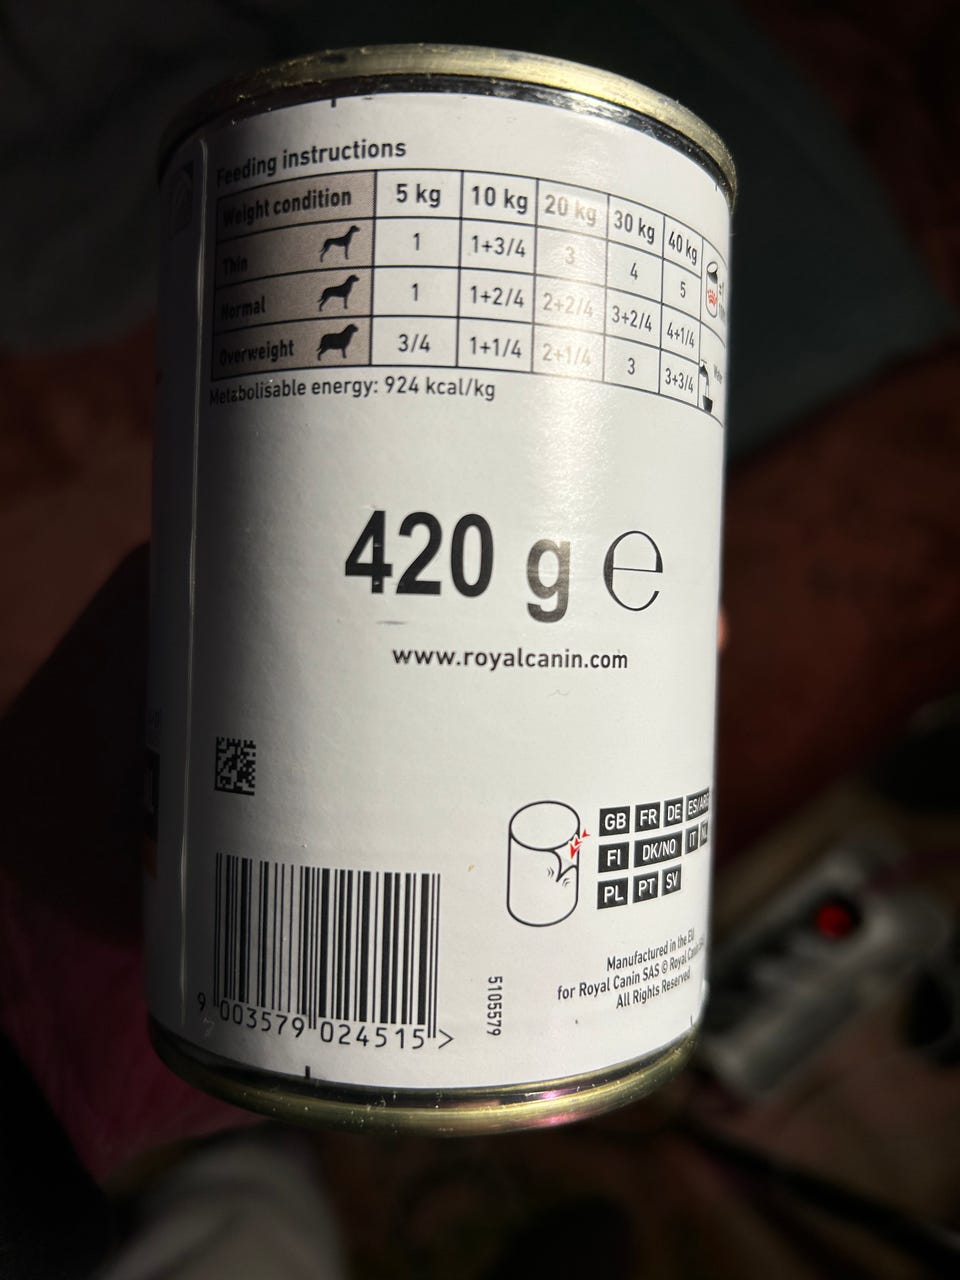 Feeding instructions
Weight condition 5 kg 10 kg 20 kg 30 kg 40 kg
Thin 1 1+3/4 3 4 5
Normal 1 1+2/4 2+2/4 3+2/4 4+1/4
Overweight 3/4 1+1/4 2+1/4 3 3+3/4
Metabolisable energy: 924 kcal/kg
420 g e
www.royalcanin.com
GB FR DE
FI DK/NO IT NL
PL PT SV
Manufactured in the EU
for Royal Canin SAS © Royal
All Rights Reserved
5105579
9 003579 024515 >